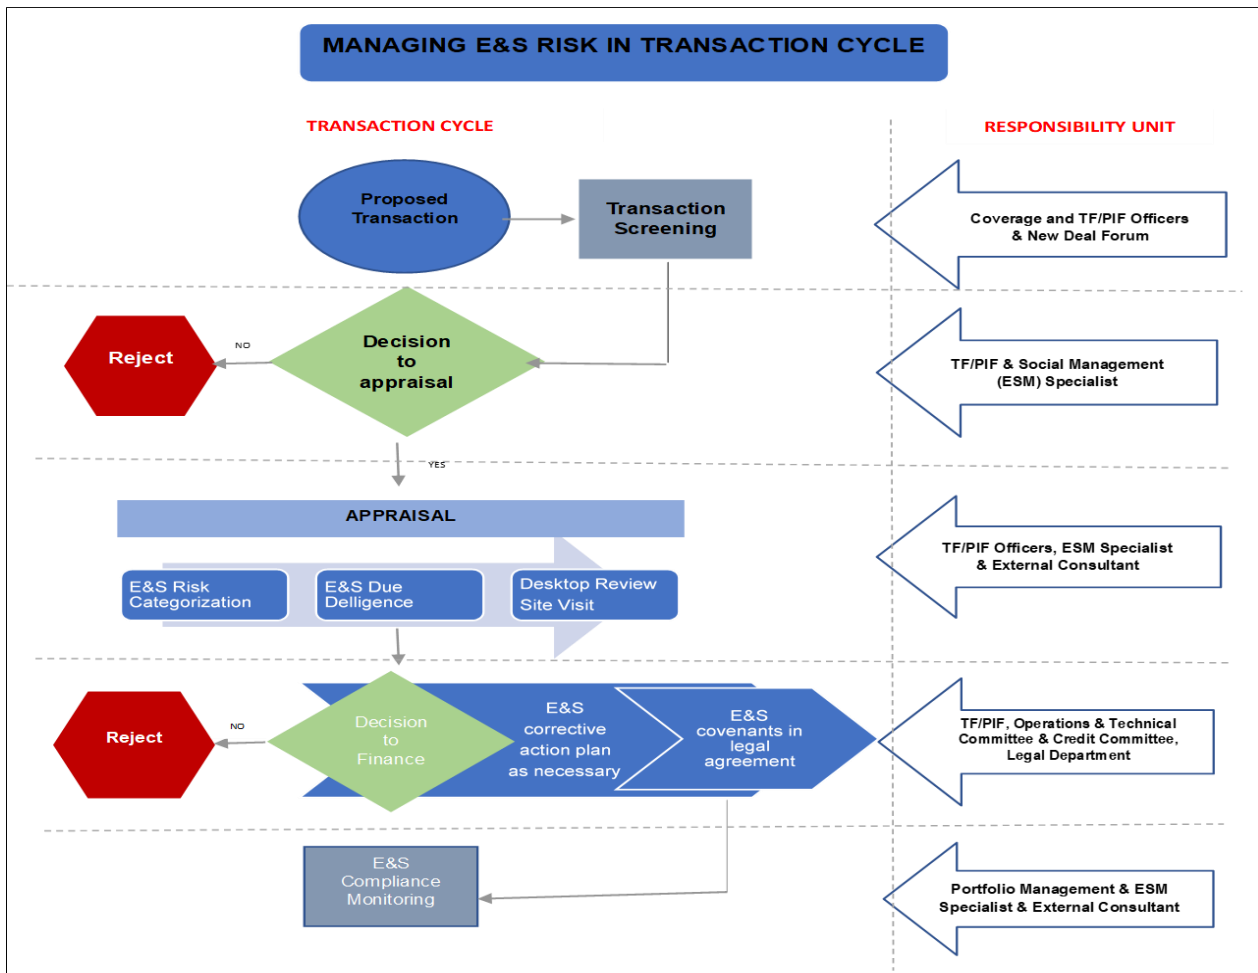 MANAGING E&S RISK IN TRANSACTION CYCLE
TRANSACTION CYCLE
RESPONSIBILITY UNIT
Proposed
Transaction
Transaction
Screening
Coverage and TF/PIF Officers
& New Deal Forum
Reject
NO
Decision
to
appraisal
TF/PIF & Social Management
(ESM) Specialist
YES
APPRAISAL
E&S Risk
Categorization
E&S Due
Delligence
Desktop Review
Site Visit
TF/PIF Officers, ESM Specialist
& External Consultant
Reject
NO
Decision
to
Finance
E&S
corrective
action plan
as necessary
E&S
covenants in
legal
agreement
TF/PIF, Operations & Technical
Committee & Credit Committee,
Legal Department
E&S
Compliance
Monitoring
Portfolio Management & ESM
Specialist & External Consultant